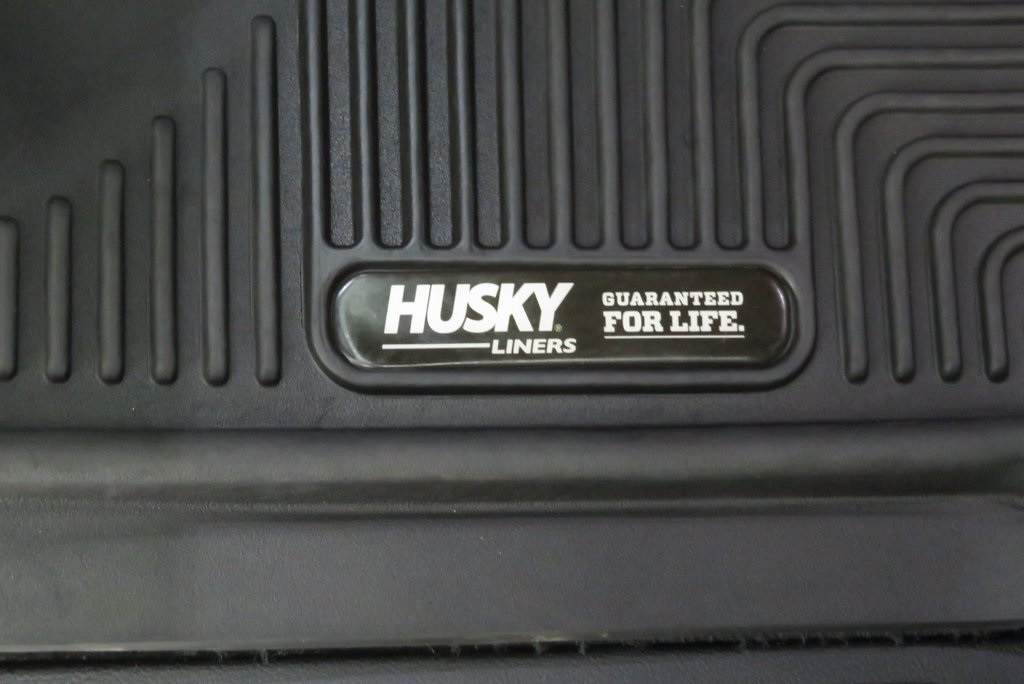 HUSKY®
LINERS
GUARANTEED
FOR LIFE.